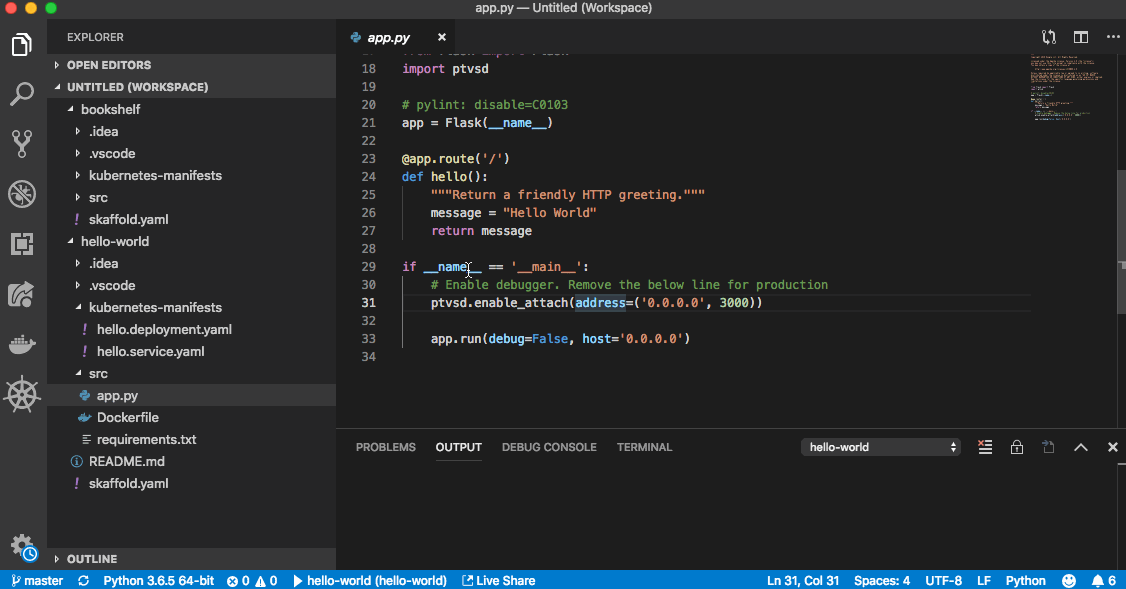 app.py — Untitled (Workspace)
EXPLORER
OPEN EDITORS
UNTITLED (WORKSPACE)
bookshelf
.idea
.vscode
kubernetes-manifests
src
! skaffold.yaml
hello-world
.idea
.vscode
kubernetes-manifests
! hello.deployment.yaml
! hello.service.yaml
src
app.py
Dockerfile
requirements.txt
README.md
! skaffold.yaml
OUTLINE
app.py
18 import ptvsd
19
20 # pylint: disable=C0103
21 app = Flask(__name__)
22
23 @app.route('/')
24 def hello():
25 """Return a friendly HTTP greeting."""
26 message = "Hello World"
27 return message
28
29 if __name__ == '__main__':
30 # Enable debugger. Remove the below line for production
31 ptvsd.enable_attach(address=('0.0.0.0', 3000))
32
33 app.run(debug=False, host='0.0.0.0')
34
PROBLEMS OUTPUT DEBUG CONSOLE TERMINAL hello-world
master Python 3.6.5 64-bit 0 0 hello-world (hello-world) Live Share Ln 31, Col 31 Spaces: 4 UTF-8 LF Python 6